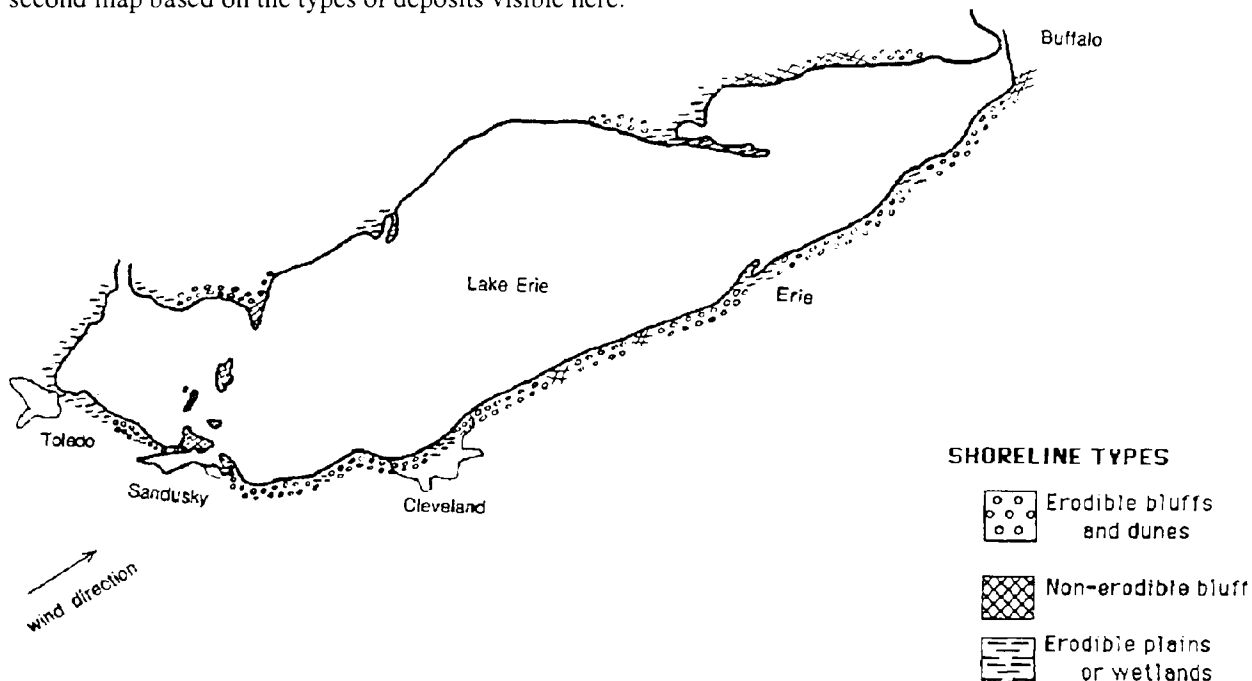 second map based on the types of deposits visible here.
Buffalo
Lake Erie
Erie
Toledo
Sandusky
Cleveland
wind direction
SHORELINE TYPES
Erodible bluffs
and dunes
Non-erodible bluff
Erodible plains
or wetlands